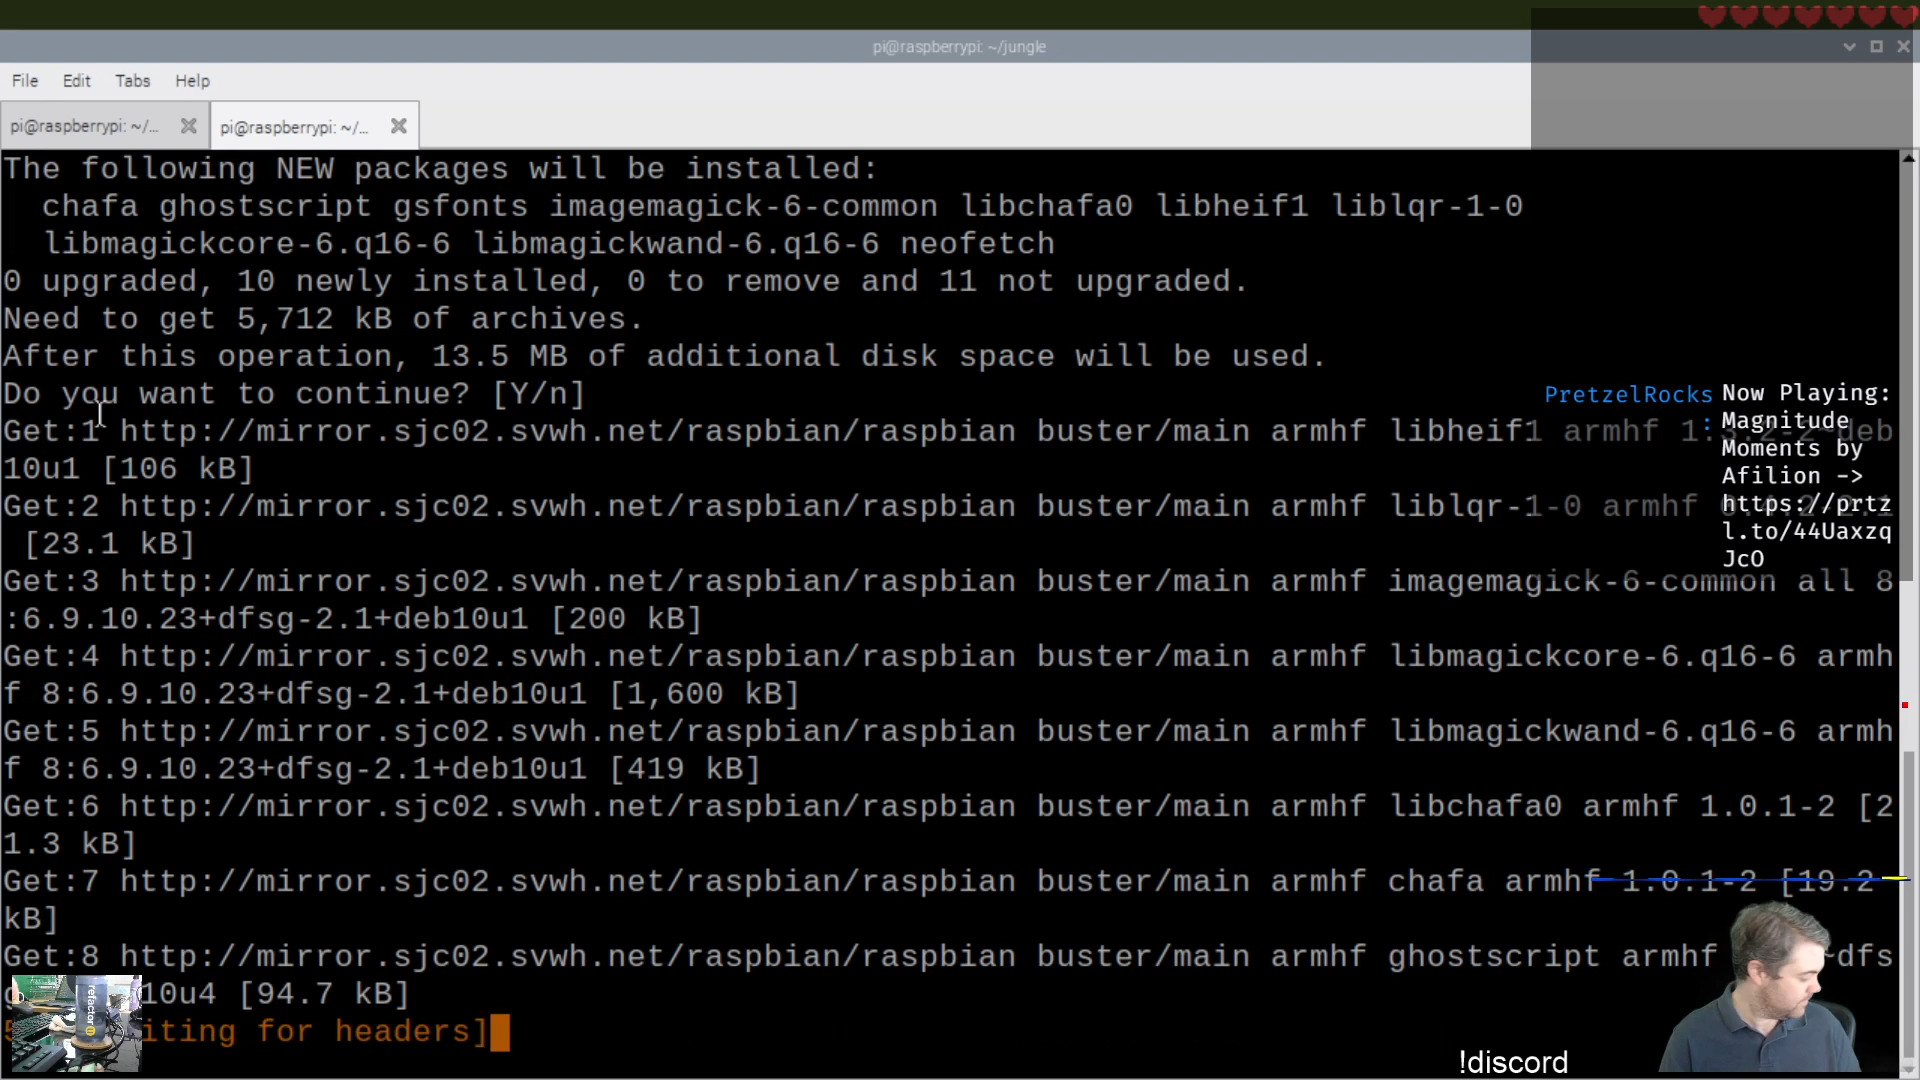 pi@raspberrypi: ~/jungle
File Edit Tabs Help
pi@raspberrypi: ~/... pi@raspberrypi: ~/...
The following NEW packages will be installed:
chafa ghostscript gsfonts imagemagick-6-common libchafa0 libheif1 liblqr-1-0
libmagickcore-6.q16-6 libmagickwand-6.q16-6 neofetch
0 upgraded, 10 newly installed, 0 to remove and 11 not upgraded.
Need to get 5,712 kB of archives.
After this operation, 13.5 MB of additional disk space will be used.
Do you want to continue? [Y/n]
Get:1 http://mirror.sjc02.svwh.net/raspbian/raspbian buster/main armhf libheif1 armhf
10u1 [106 kB]
Get:2 http://mirror.sjc02.svwh.net/raspbian/raspbian buster/main armhf liblqr-1-0 armhf
[23.1 kB]
Get:3 http://mirror.sjc02.svwh.net/raspbian/raspbian buster/main armhf imagemagick-6-common all 8
:6.9.10.23+dfsg-2.1+deb10u1 [200 kB]
Get:4 http://mirror.sjc02.svwh.net/raspbian/raspbian buster/main armhf libmagickcore-6.q16-6 armh
f 8:6.9.10.23+dfsg-2.1+deb10u1 [1,600 kB]
Get:5 http://mirror.sjc02.svwh.net/raspbian/raspbian buster/main armhf libmagickwand-6.q16-6 armh
f 8:6.9.10.23+dfsg-2.1+deb10u1 [419 kB]
Get:6 http://mirror.sjc02.svwh.net/raspbian/raspbian buster/main armhf libchafa0 armhf 1.0.1-2 [2
1.3 kB]
Get:7 http://mirror.sjc02.svwh.net/raspbian/raspbian buster/main armhf chafa armhf 1.0.1-2 [19.2
kB]
Get:8 http://mirror.sjc02.svwh.net/raspbian/raspbian buster/main armhf ghostscript armhf dfs
10u4 [94.7 kB]
iting for headers]
PretzelRocks: Now Playing:
Magnitude
Moments by
Afilion ->
https://prtz
l.to/44Uaxzq
JcO
refactor
!discord